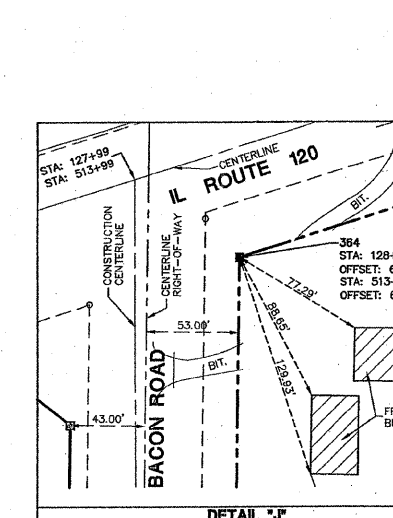 STA: 127+99
STA: 513+99
CENTERLINE
IL ROUTE 120
BIT.
CONSTRUCTION
CENTERLINE
CENTERLINE
RIGHT-OF-WAY
364
STA: 128+
OFFSET: 6
STA: 513+
OFFSET: 6
77.29'
88.65'
129.93'
53.00'
BIT.
BACON ROAD
43.00'
DETAIL "J"